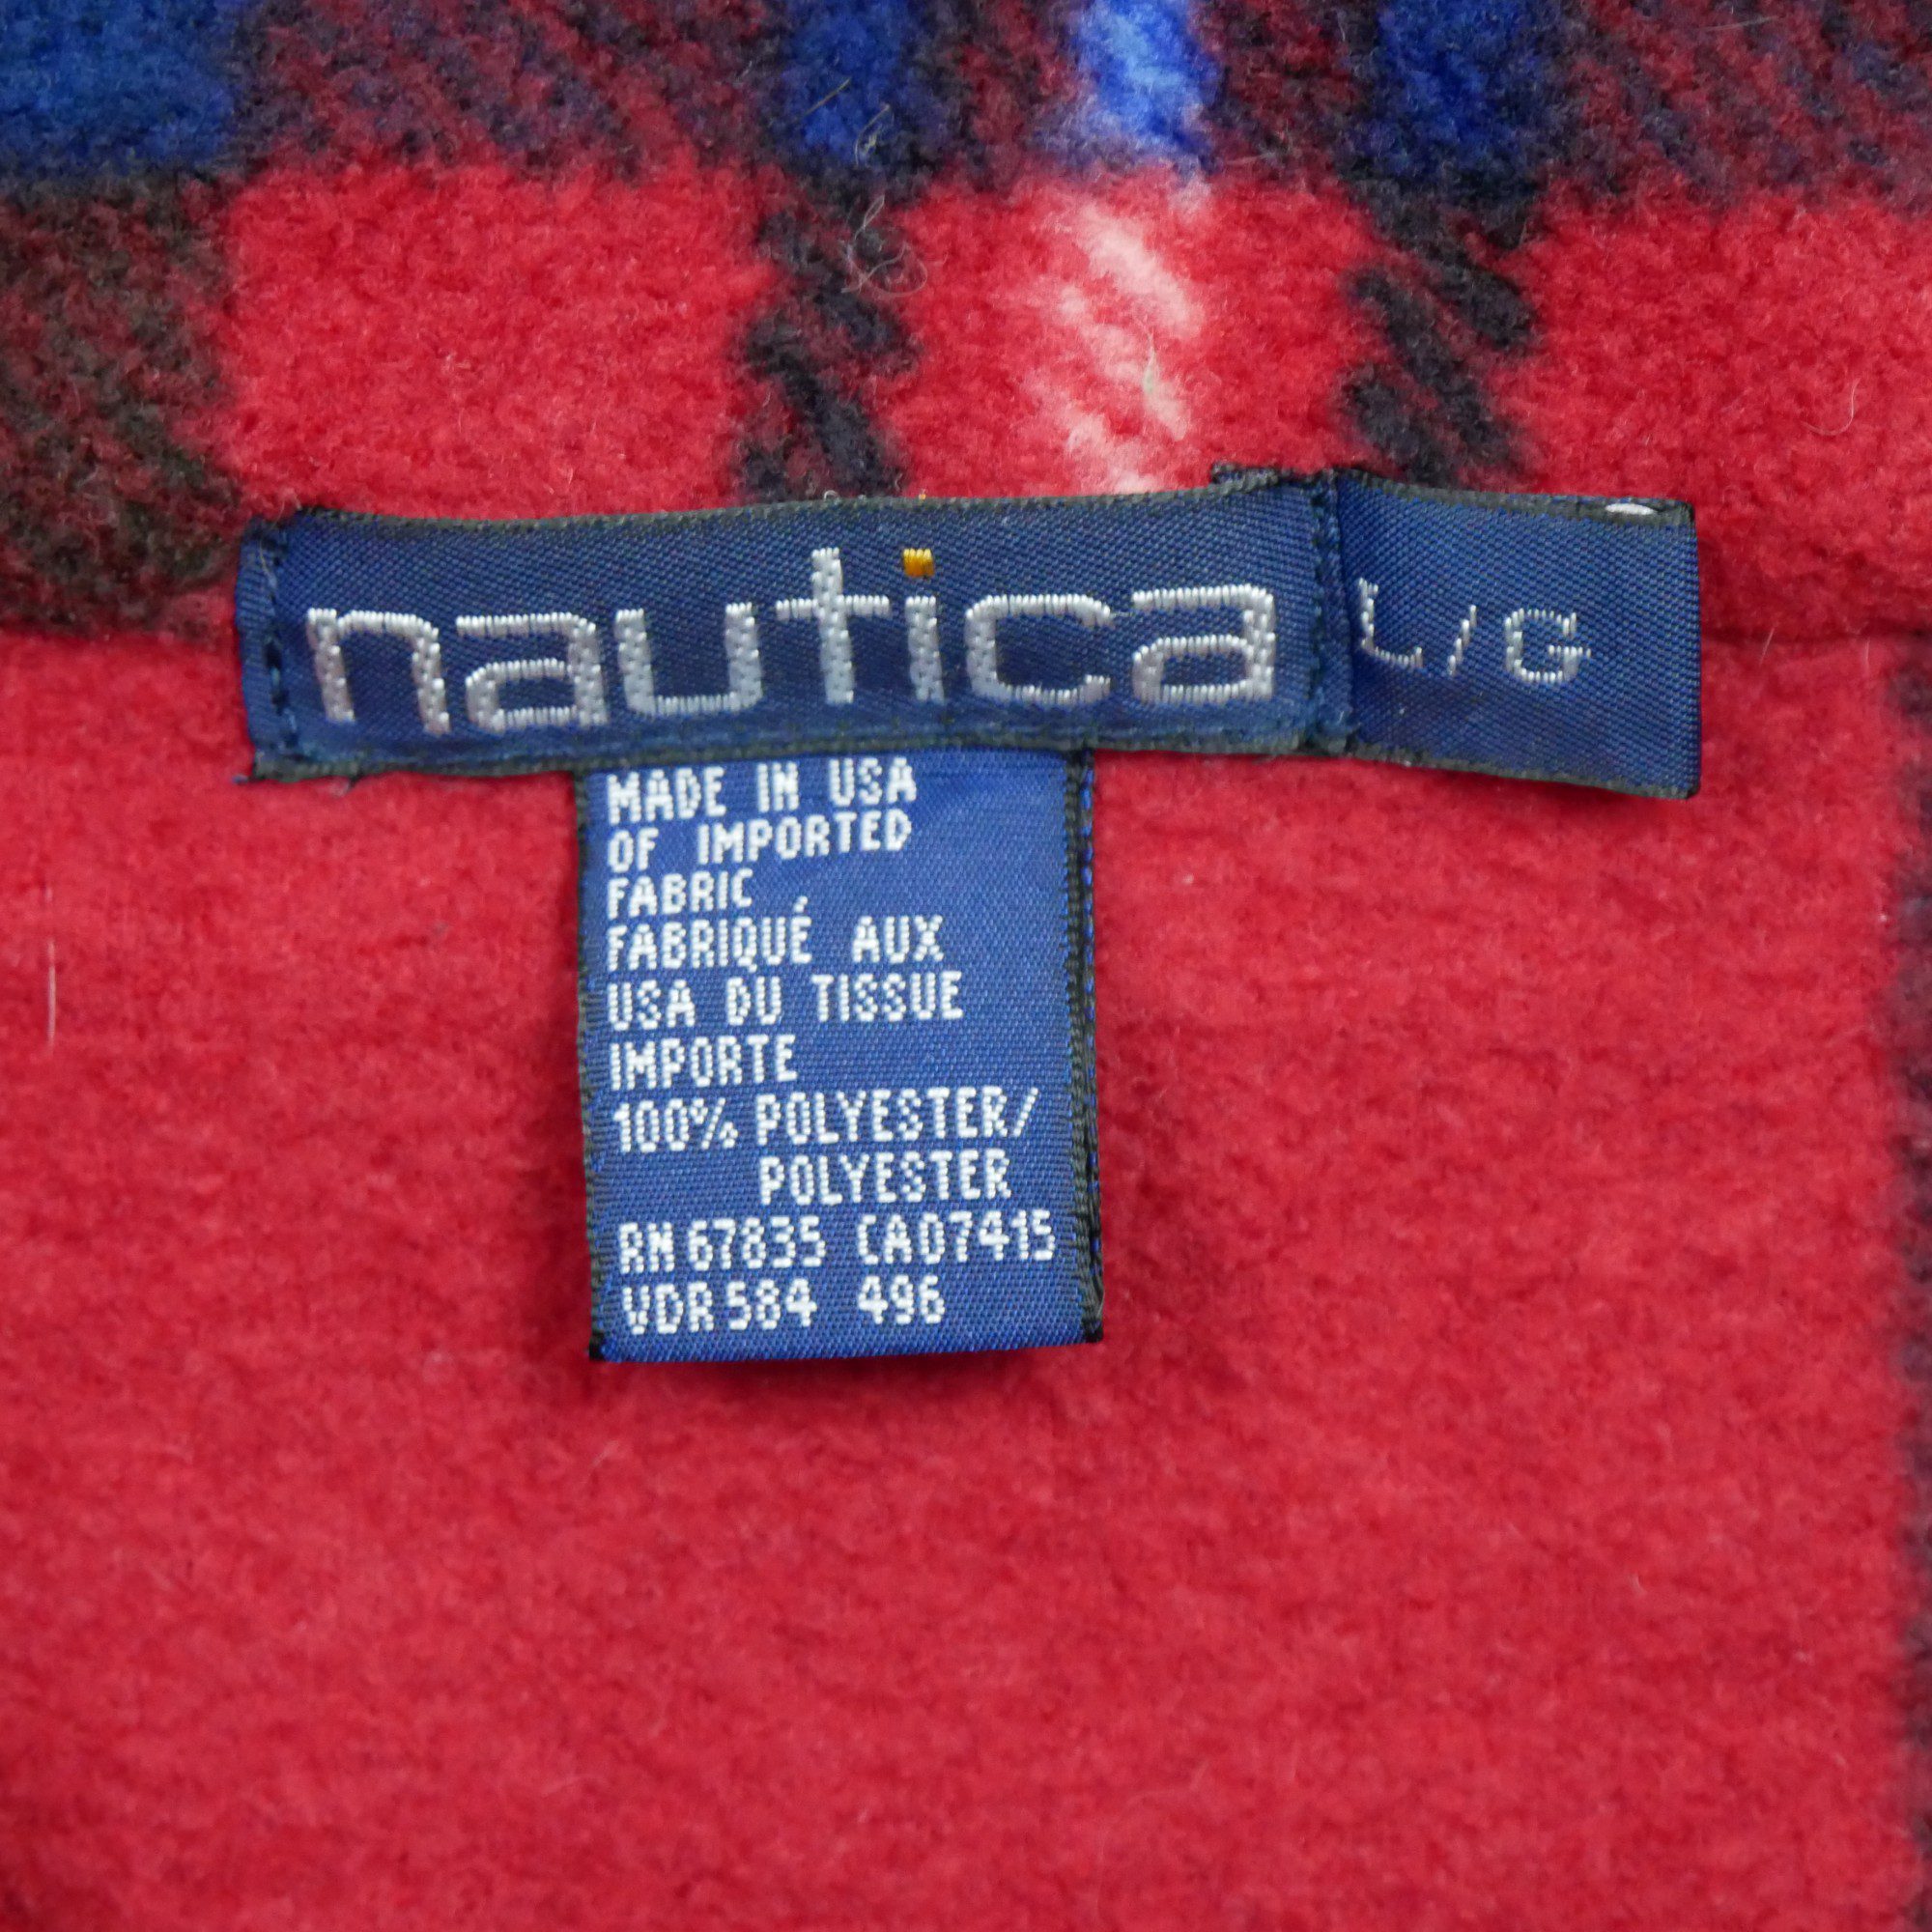 nautica
L/G
MADE IN USA
OF IMPORTED
FABRIC
FABRIQUÉ AUX
USA DU TISSUE
IMPORTE
100% POLYESTER/
POLYESTER
RN 67835 CA07415
VDR 584 496